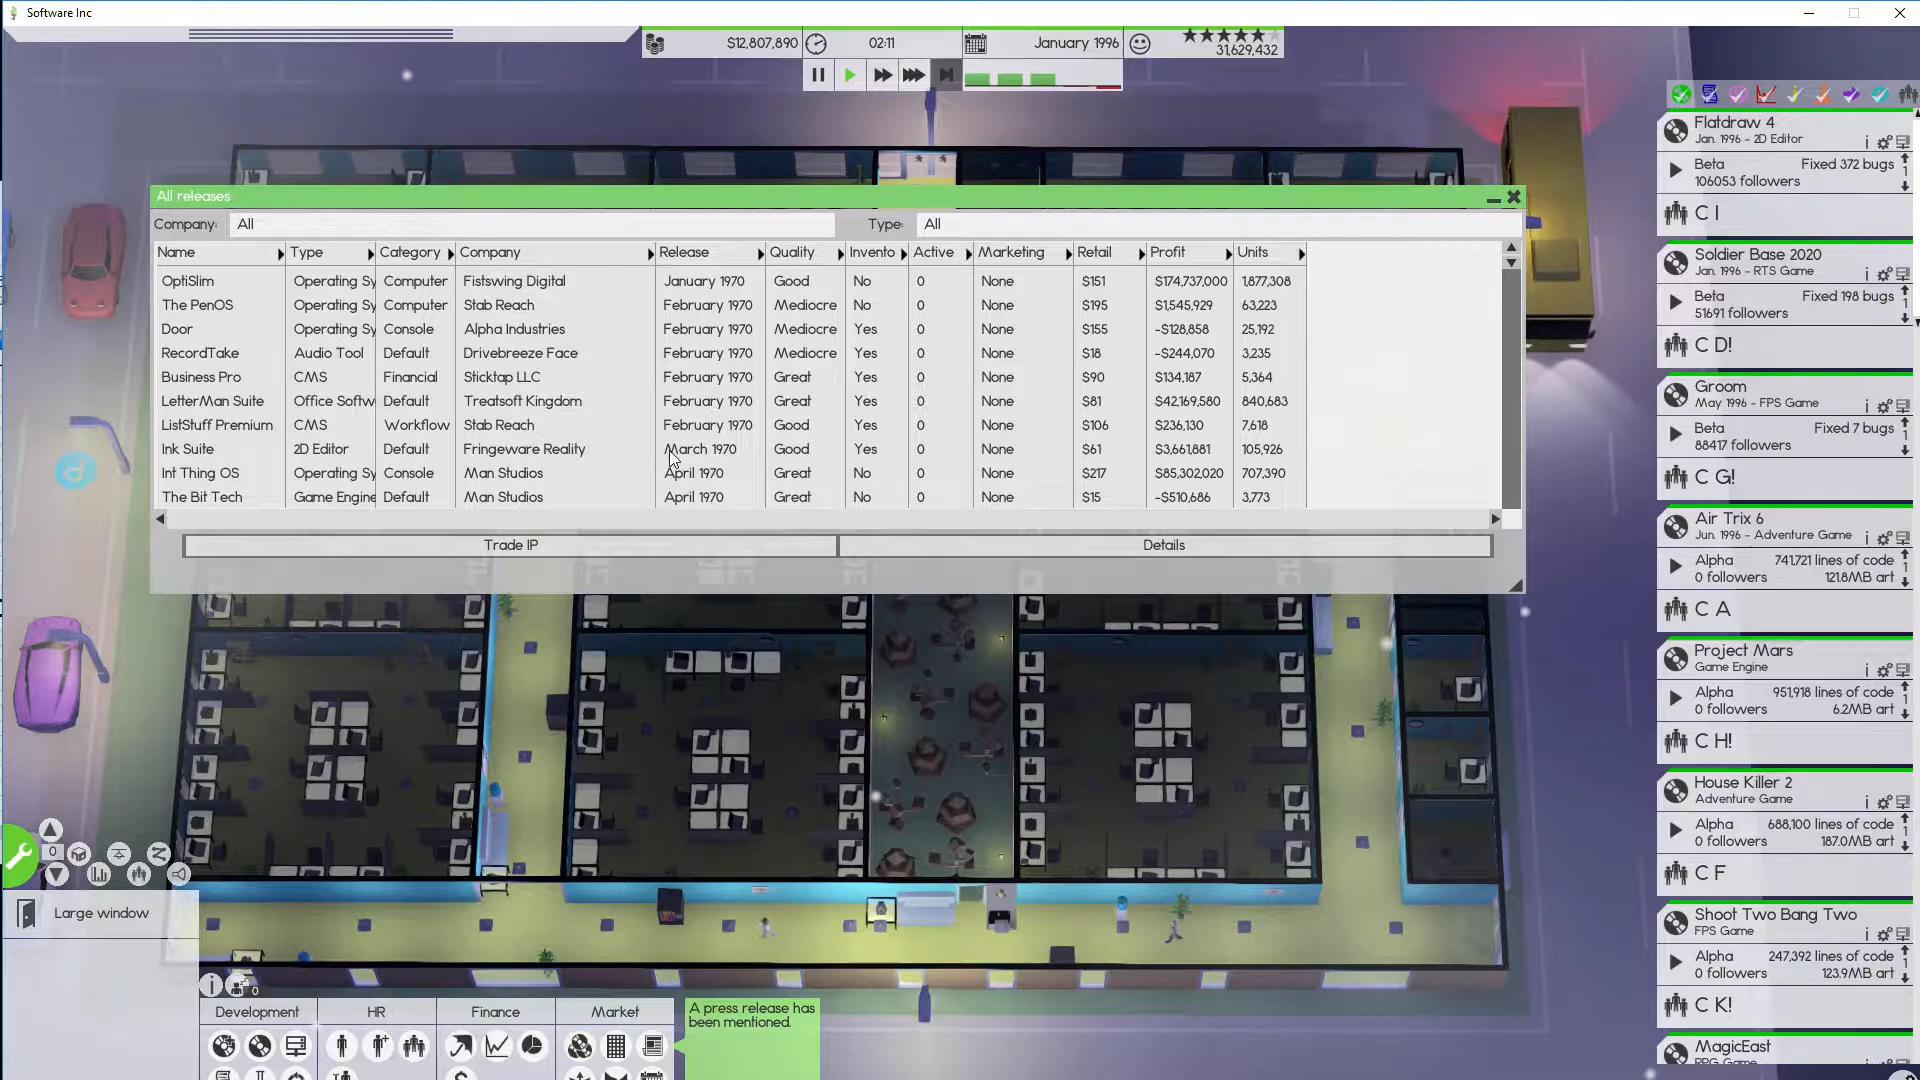 Software Inc
$12,807,890
02:11
January 1996
31,629,432
All releases
Company: All Type: All
Name Type Category Company Release Quality Invento Active Marketing Retail Profit Units
OptiSlim Operating Sy Computer Fistswing Digital January 1970 Good No 0 None $151 $174,737,000 1,877,308
The PenOS Operating Sy Computer Stab Reach February 1970 Mediocre No 0 None $195 $1,545,929 63,223
Door Operating Sy Console Alpha Industries February 1970 Mediocre Yes 0 None $155 -$128,858 25,192
RecordTake Audio Tool Default Drivebreeze Face February 1970 Mediocre Yes 0 None $18 -$244,070 3,235
Business Pro CMS Financial Sticktap LLC February 1970 Great Yes 0 None $90 $134,187 5,364
LetterMan Suite Office Softw Default Treatsoft Kingdom February 1970 Great Yes 0 None $81 $42,169,580 840,683
ListStuff Premium CMS Workflow Stab Reach February 1970 Good Yes 0 None $106 $236,130 7,618
Ink Suite 2D Editor Default Fringeware Reality March 1970 Good Yes 0 None $61 $3,661,881 105,926
Int Thing OS Operating Sy Console Man Studios April 1970 Great No 0 None $217 $85,302,020 707,390
The Bit Tech Game Engine Default Man Studios April 1970 Great No 0 None $15 -$510,686 3,773
Trade IP Details
Flatdraw 4
Jan. 1996 - 2D Editor
Beta Fixed 372 bugs
106053 followers 1
C I
Soldier Base 2020
Jan. 1996 - RTS Game
Beta Fixed 198 bugs
51691 followers 1
C D!
Groom
May 1996 - FPS Game
Beta Fixed 7 bugs
88417 followers 1
C G!
Air Trix 6
Jun. 1996 - Adventure Game
Alpha 741,721 lines of code
0 followers 121.8MB art 1
C A
Project Mars
Game Engine
Alpha 951,918 lines of code
0 followers 6.2MB art 1
C H!
House Killer 2
Adventure Game
Alpha 688,100 lines of code
0 followers 187.0MB art 1
C F
Shoot Two Bang Two
FPS Game
Alpha 247,392 lines of code
0 followers 123.9MB art 1
C K!
MagicEast
RPG Game
0
Large window
0
Development HR Finance Market
A press release has
been mentioned.